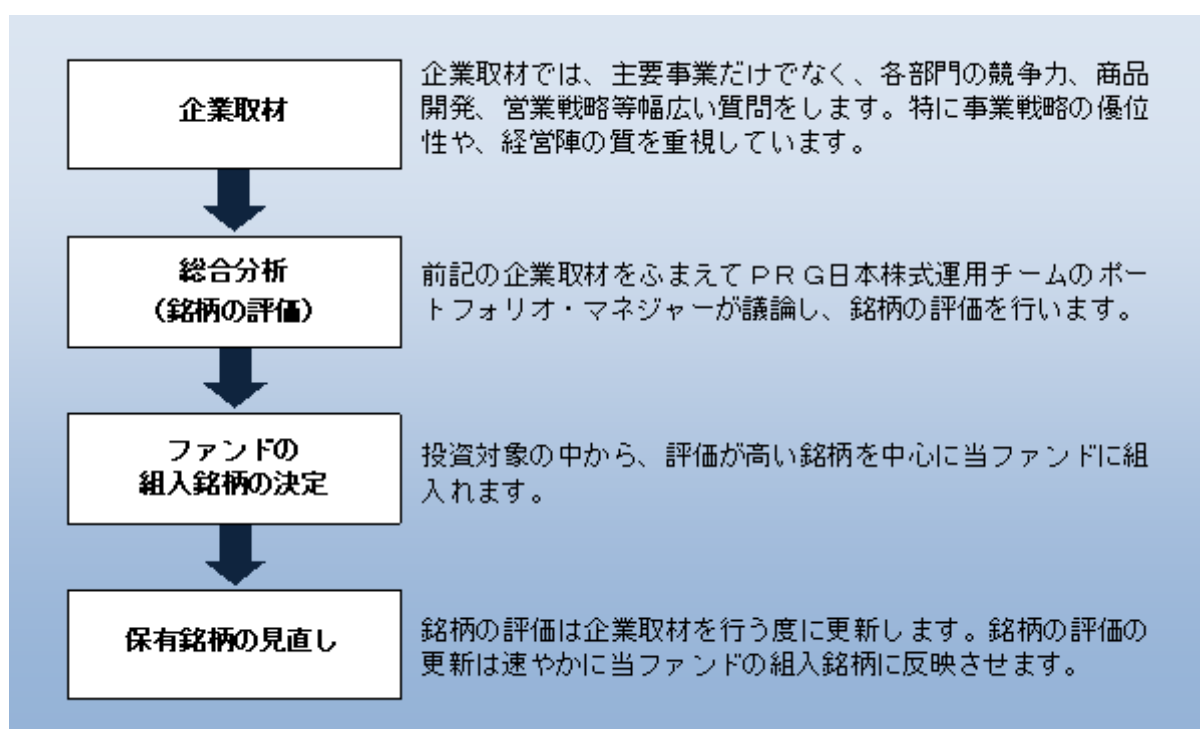 企業取材
企業取材では、主要事業だけでなく、各部門の競争力、商品
開発、営業戦略等幅広い質問をします。特に事業戦略の優位
性や、経営陣の質を重視しています。
総合分析
（銘柄の評価）
前記の企業取材をふまえてＰＲＧ日本株式運用チームのポー
トフォリオ・マネジャーが議論し、銘柄の評価を行います。
ファンドの
組入銘柄の決定
投資対象の中から、評価が高い銘柄を中心に当ファンドに組
入れます。
保有銘柄の見直し
銘柄の評価は企業取材を行う度に更新します。銘柄の評価の
更新は速やかに当ファンドの組入銘柄に反映させます。